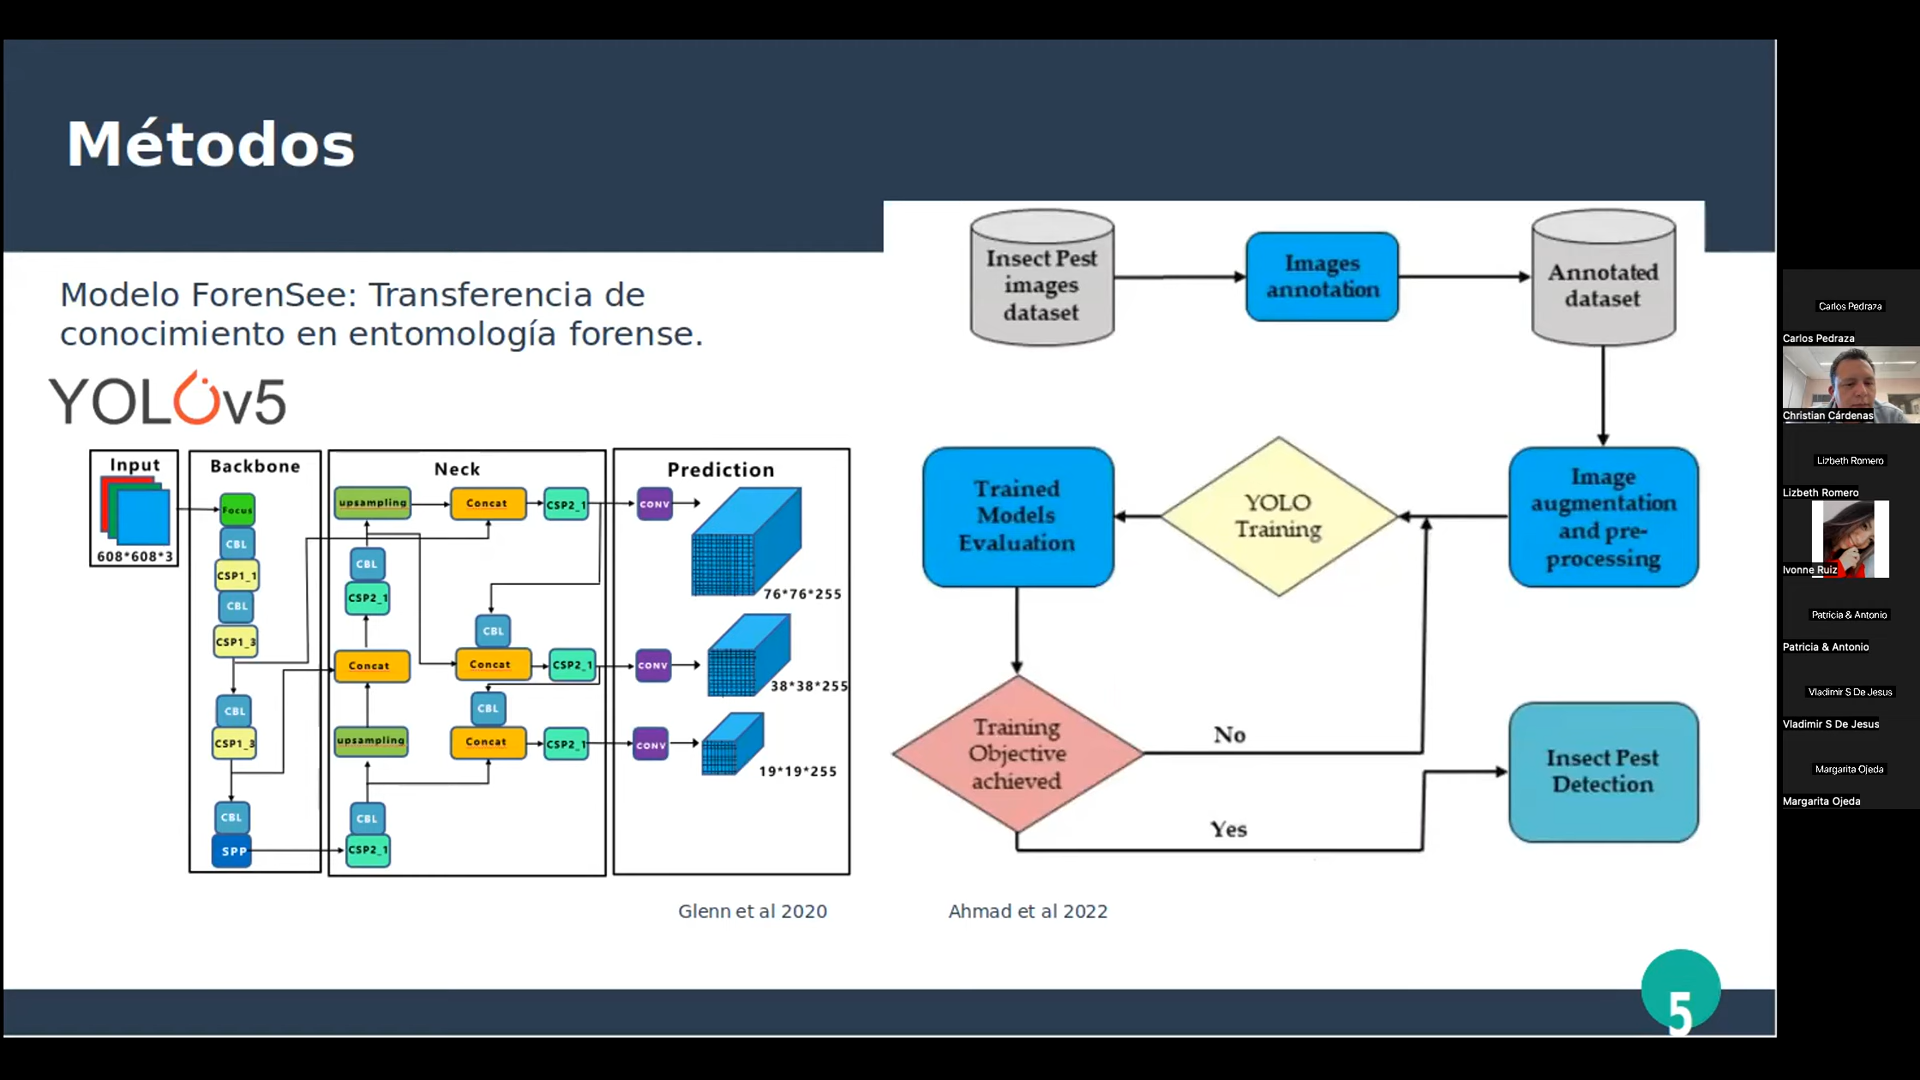 Métodos
Modelo ForenSee: Transferencia de
conocimiento en entomología forense.
YOLOv5
Input
608*608*3
Backbone
Focus
CBL
CSP1_1
CBL
CSP1_3
CBL
CSP1_3
CBL
SPP
Neck
upsampling
Concat
CSP2_1
CBL
CSP2_1
CBL
Concat
Concat
CSP2_1
CBL
upsampling
Concat
CSP2_1
CBL
CSP2_1
Prediction
CONV
76*76*255
CONV
38*38*255
CONV
19*19*255
Glenn et al 2020
Insect Pest
images
dataset
Images
annotation
Annotated
dataset
Trained
Models
Evaluation
YOLO
Training
Image
augmentation
and pre-
processing
Training
Objective
achieved
No
Yes
Insect Pest
Detection
Ahmad et al 2022
5
Carlos Pedraza
Carlos Pedraza
Christian Cárdenas
Lizbeth Romero
Lizbeth Romero
Ivonne Ruiz
Patricia & Antonio
Patricia & Antonio
Vladimir S De Jesus
Vladimir S De Jesus
Margarita Ojeda
Margarita Ojeda